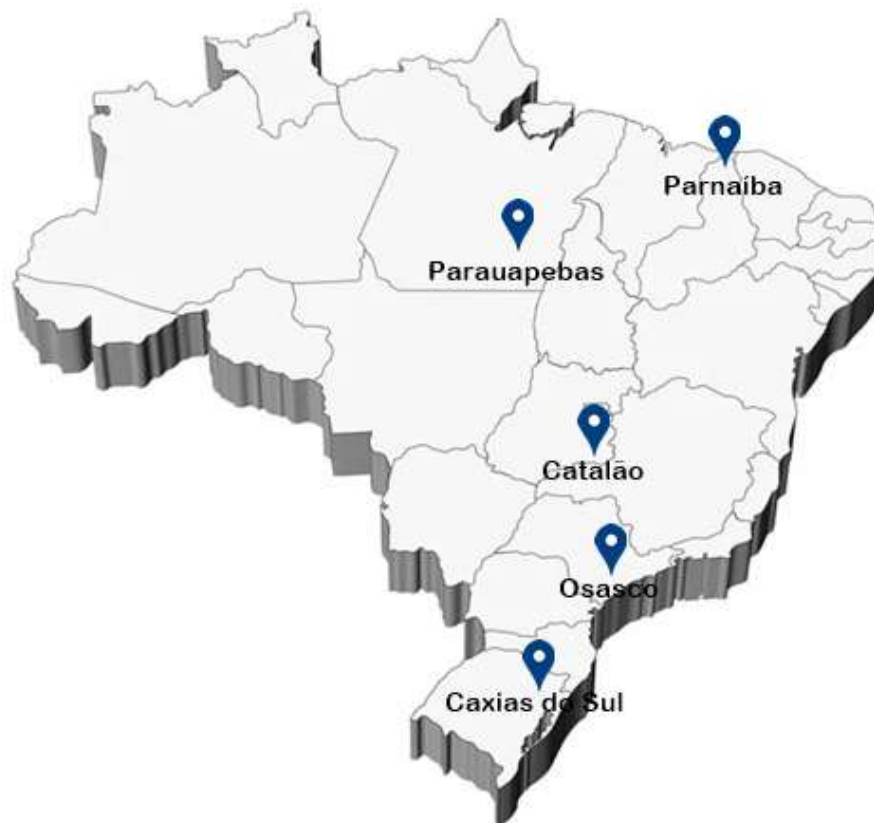 Parnaíba
Parauapebas
Catalão
Osasco
Caxias do Sul